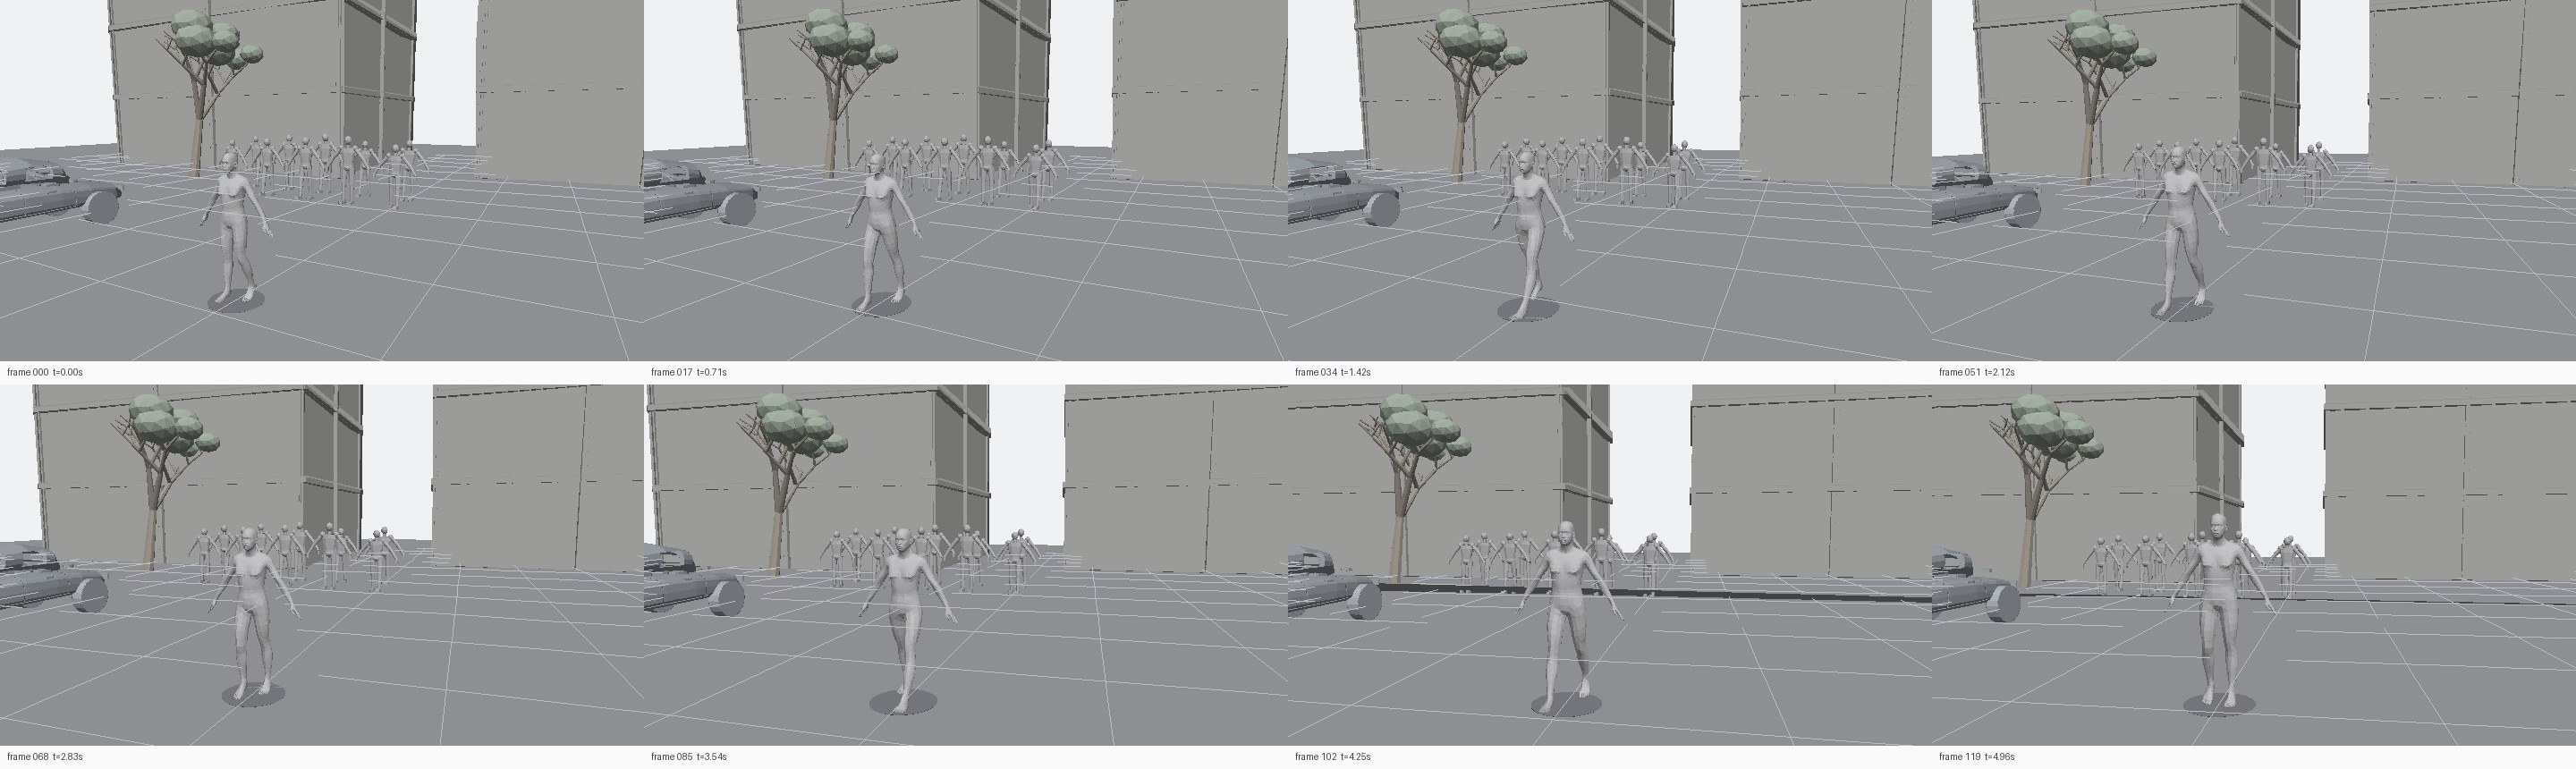 frame 000 t=0.00s
frame 017 t=0.71s
frame 034 t=1.42s
frame 051 t=2.12s
frame 068 t=2.83s
frame 085 t=3.54s
frame 102 t=4.25s
frame 119 t=4.96s